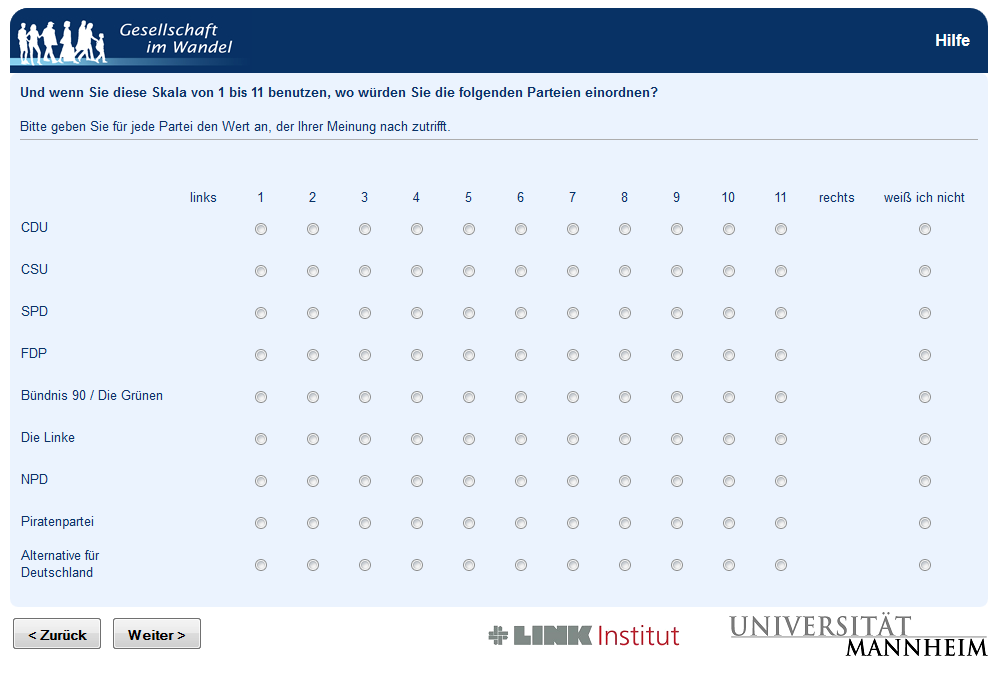 Gesellschaft
im Wandel
Hilfe
Und wenn Sie diese Skala von 1 bis 11 benutzen, wo würden Sie die folgenden Parteien einordnen?
Bitte geben Sie für jede Partei den Wert an, der Ihrer Meinung nach zutrifft.
links 1 2 3 4 5 6 7 8 9 10 11 rechts weiß ich nicht
CDU
CSU
SPD
FDP
Bündnis 90 / Die Grünen
Die Linke
NPD
Piratenpartei
Alternative für
Deutschland
< Zurück Weiter >
LINK Institut
UNIVERSITÄT
MANNHEIM